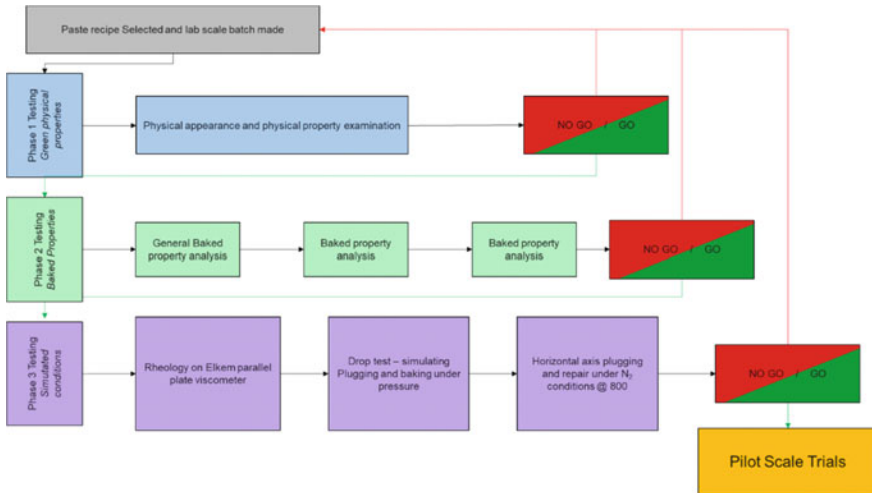 Paste recipe Selected and lab scale batch made
Phase 1 Testing
Green physical
properties
Physical appearance and physical property examination
NO GO / GO
Phase 2 Testing
Baked Properties
General Baked
property analysis
Baked property
analysis
Baked property
analysis
NO GO / GO
Phase 3 Testing
Simulated
conditions
Rheology on Elkem parallel
plate viscometer
Drop test – simulating
Plugging and baking under
pressure
Horizontal axis plugging
and repair under N₂
conditions @ 800
NO GO / GO
Pilot Scale Trials